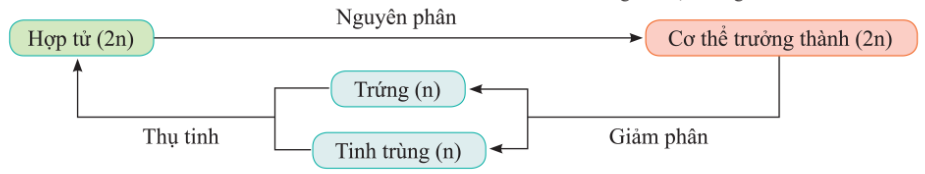 Nguyên phân
Hợp tử (2n)
Cơ thể trưởng thành (2n)
Trứng (n)
Thụ tinh
Giảm phân
Tinh trùng (n)